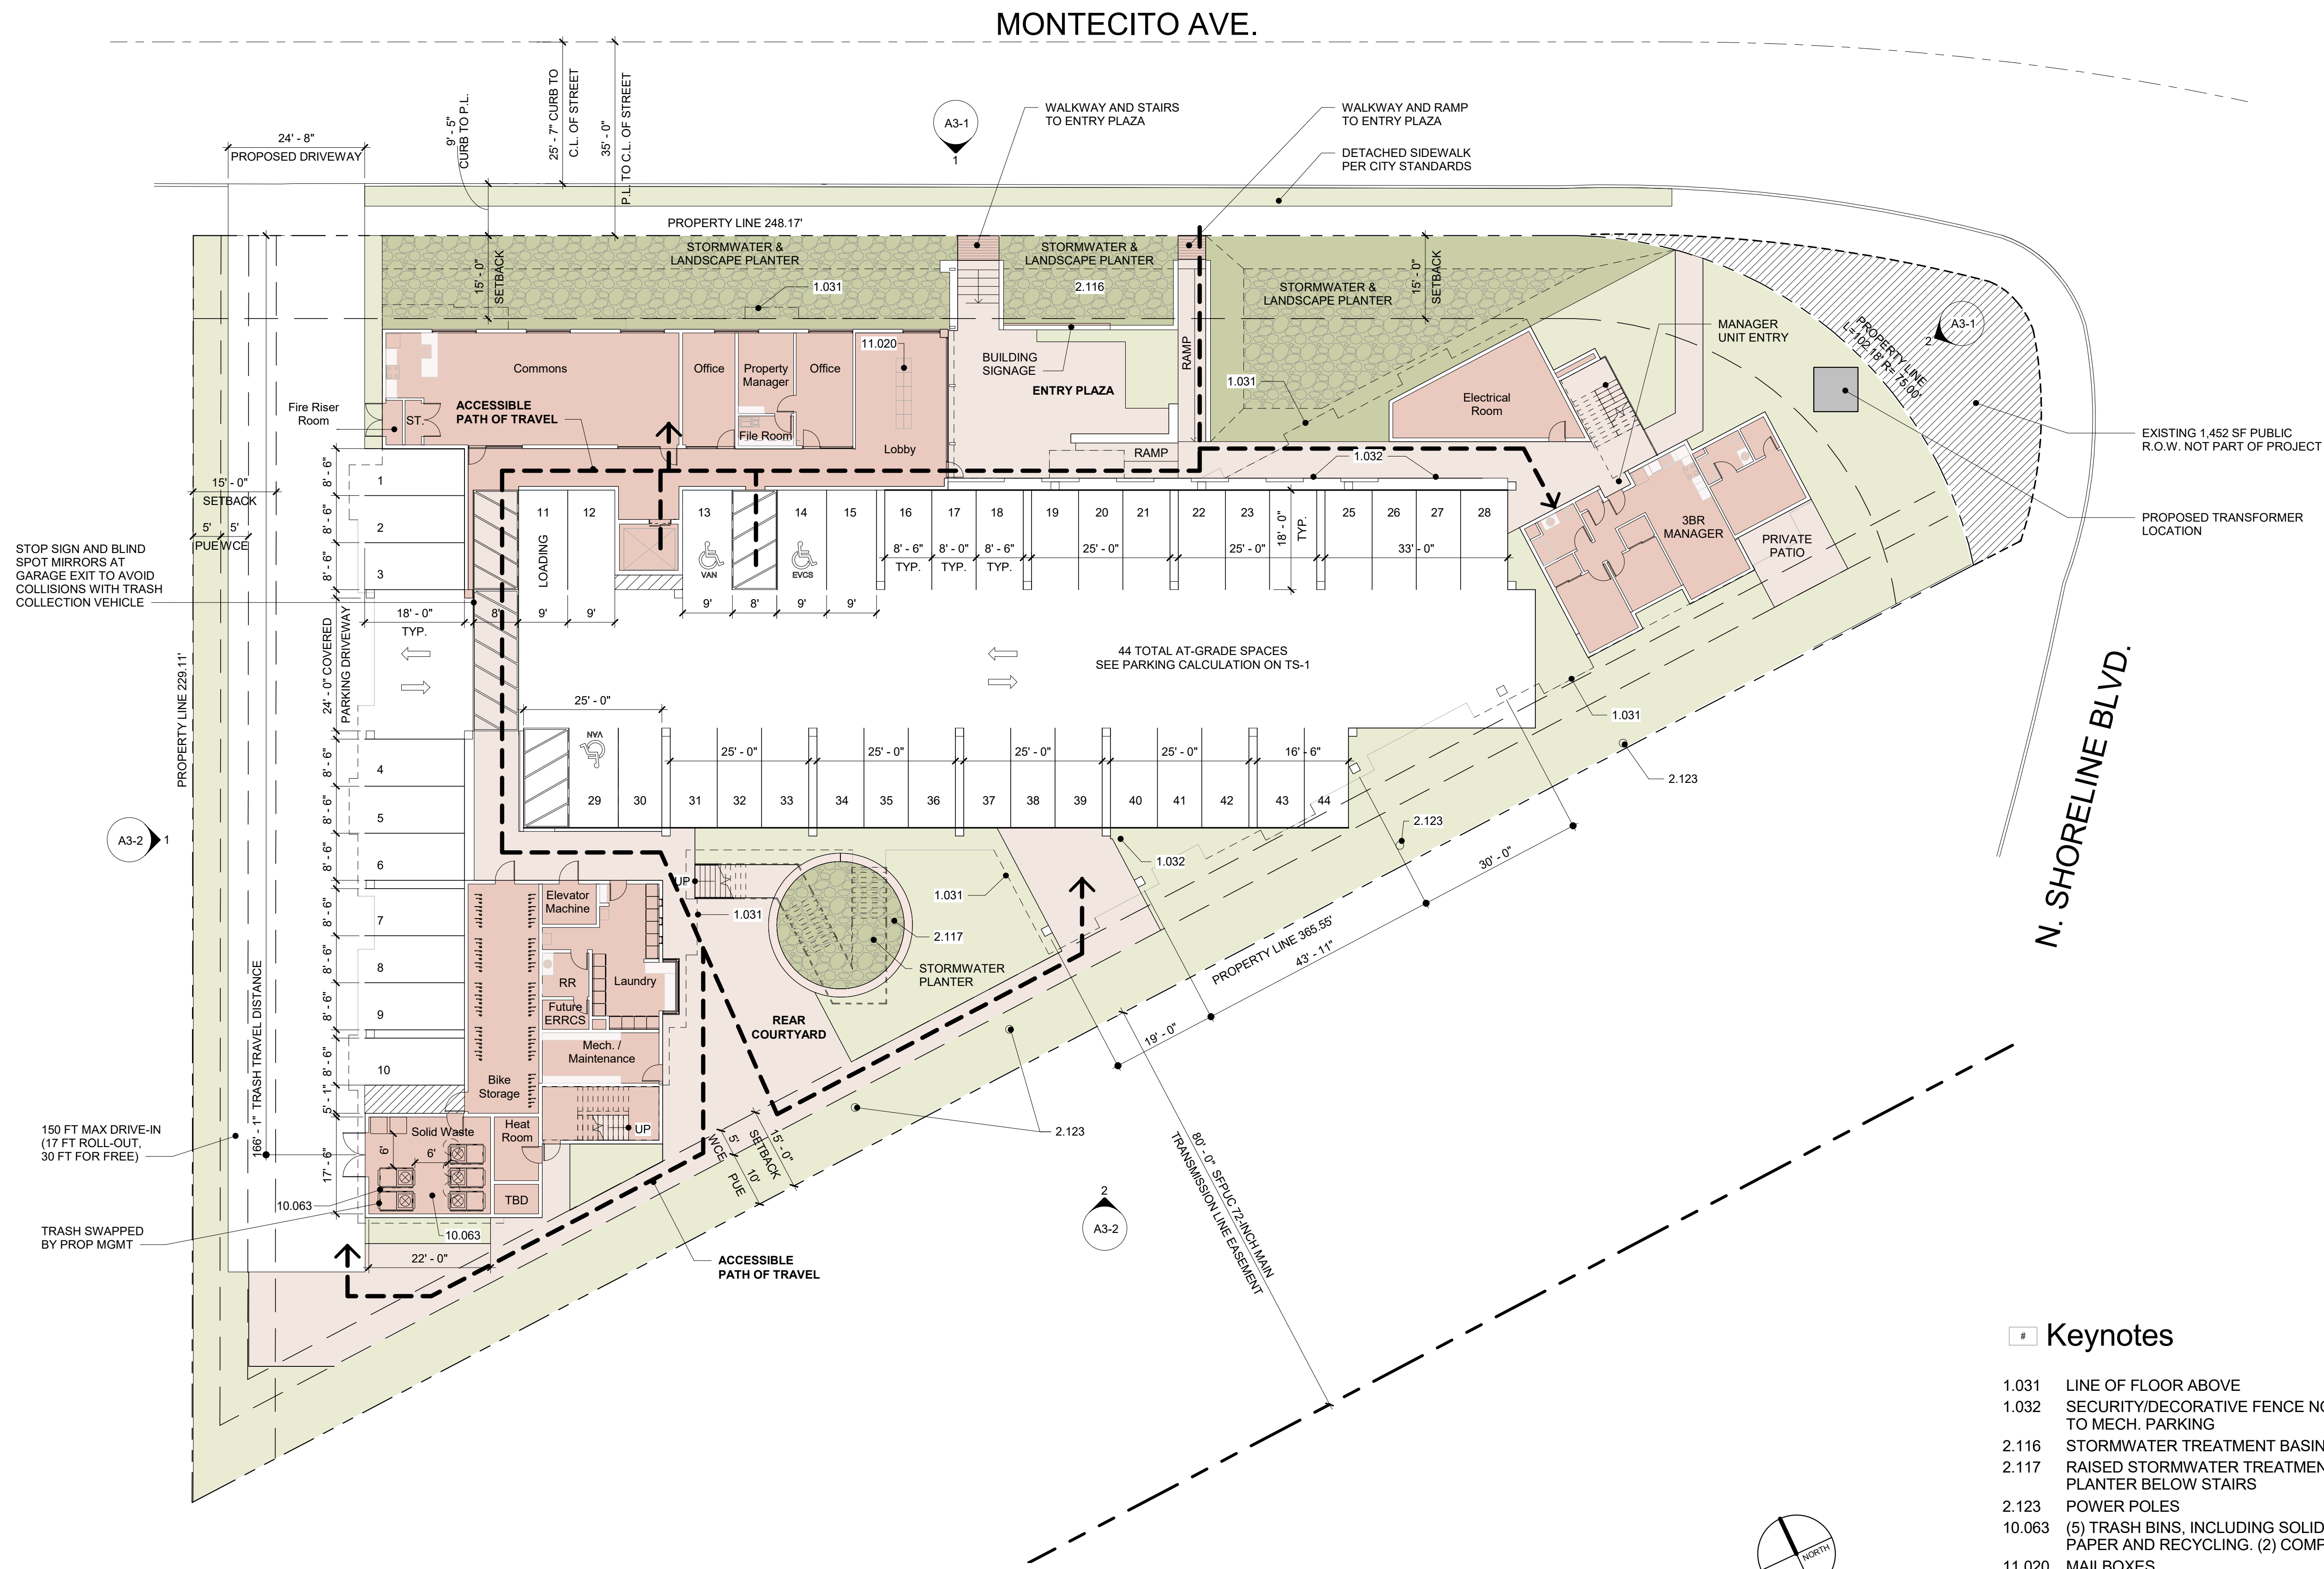 MONTECITO AVE.
9' - 5"
CURB TO P.L.
25' - 7" CURB TO
C.L. OF STREET
35' - 0"
P.L. TO C.L. OF STREET
A3-1
1
WALKWAY AND STAIRS
TO ENTRY PLAZA
WALKWAY AND RAMP
TO ENTRY PLAZA
DETACHED SIDEWALK
PER CITY STANDARDS
24' - 8"
PROPOSED DRIVEWAY
PROPERTY LINE 248.17'
STORMWATER &
LANDSCAPE PLANTER
STORMWATER &
LANDSCAPE PLANTER
STORMWATER &
LANDSCAPE PLANTER
15' - 0"
SETBACK
1.031
2.116
15' - 0"
SETBACK
PROPERTY LINE
L=102.18' R= 75.00'
A3-1
2
MANAGER
UNIT ENTRY
11.020
BUILDING
SIGNAGE
RAMP
ENTRY PLAZA
1.031
Commons
Office
Property
Manager
Office
Electrical
Room
Fire Riser
Room
ST.
ACCESSIBLE
PATH OF TRAVEL
File Room
Lobby
RAMP
1.032
EXISTING 1,452 SF PUBLIC
R.O.W. NOT PART OF PROJECT
PROPOSED TRANSFORMER
LOCATION
3BR
MANAGER
PRIVATE
PATIO
15' - 0"
SETBACK
5'
5'
PUE
WCE
8' - 6"
8' - 6"
8' - 6"
1
2
3
11
12
13
14
15
16
17
18
19
20
21
22
23
25
26
27
28
LOADING
VAN
EVCS
8' - 6"
TYP.
8' - 0"
TYP.
8' - 6"
TYP.
25' - 0"
25' - 0"
18' - 0"
TYP.
33' - 0"
STOP SIGN AND BLIND
SPOT MIRRORS AT
GARAGE EXIT TO AVOID
COLLISIONS WITH TRASH
COLLECTION VEHICLE
18' - 0"
TYP.
8'
9'
9'
9'
8'
9'
9'
24' - 0" COVERED
PARKING DRIVEWAY
PROPERTY LINE 229.11'
44 TOTAL AT-GRADE SPACES
SEE PARKING CALCULATION ON TS-1
N. SHORELINE BLVD.
1.031
2.123
25' - 0"
VAN
25' - 0"
25' - 0"
25' - 0"
25' - 0"
16' - 6"
29
30
31
32
33
34
35
36
37
38
39
40
41
42
43
44
2.123
1.032
30' - 0"
A3-2
1
8' - 6"
8' - 6"
8' - 6"
8' - 6"
8' - 6"
8' - 6"
8' - 6"
5' - 1"
4
5
6
7
8
9
10
UP
1.031
1.031
2.117
STORMWATER
PLANTER
Elevator
Machine
RR
Laundry
Future
ERRCS
REAR
COURTYARD
Mech. /
Maintenance
Bike
Storage
PROPERTY LINE 365.55'
43' - 11"
19' - 0"
166' - 1" TRASH TRAVEL DISTANCE
150 FT MAX DRIVE-IN
(17 FT ROLL-OUT,
30 FT FOR FREE)
Solid Waste
Heat
Room
UP
6'
6'
17' - 6"
TBD
10.063
10.063
TRASH SWAPPED
BY PROP MGMT
22' - 0"
5'
WCE
10'
PUE
15' - 0"
SETBACK
2.123
ACCESSIBLE
PATH OF TRAVEL
2
A3-2
80' - 0" SFPUC 72-INCH MAIN
TRANSMISSION LINE EASEMENT
NORTH
# Keynotes
1.031 LINE OF FLOOR ABOVE
1.032 SECURITY/DECORATIVE FENCE
TO MECH. PARKING
2.116 STORMWATER TREATMENT BASIN
2.117 RAISED STORMWATER
PLANTER BELOW STAIRS
2.123 POWER POLES
10.063 (5) TRASH BINS, INCLUDING SOLID
PAPER AND RECYCLING. (2)
11.020 MAILBOXES